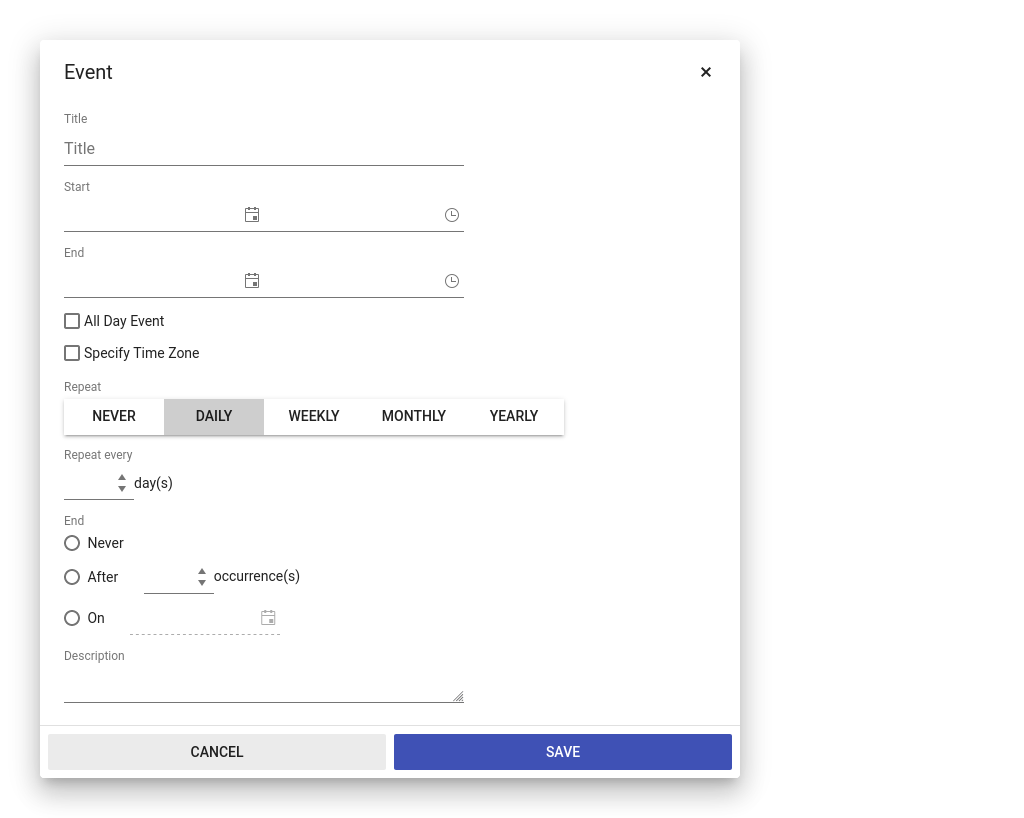 Event
Title
Title
Start
End
All Day Event
Specify Time Zone
Repeat
NEVER DAILY WEEKLY MONTHLY YEARLY
Repeat every
day(s)
End
Never
After occurrence(s)
On
Description
CANCEL SAVE